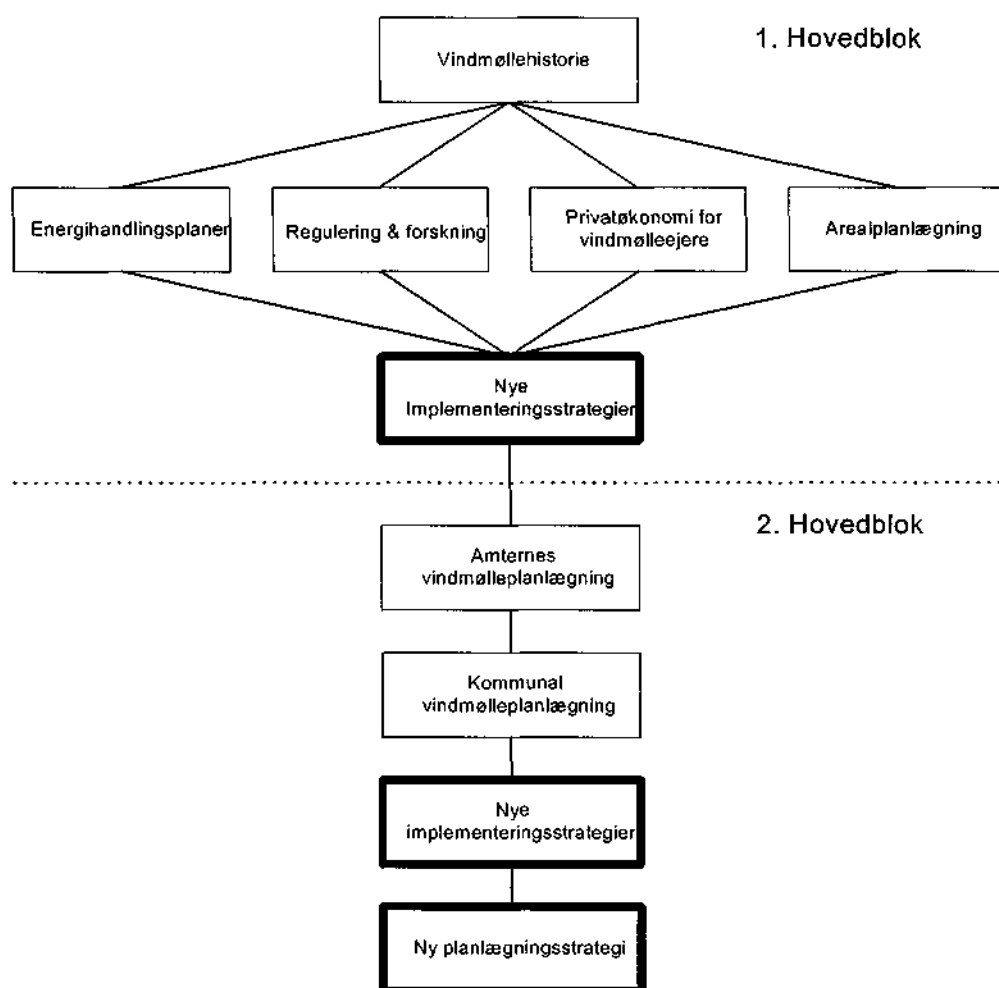 1. Hovedblok
Vindmøllehistorie
Energihandlingsplaner
Regulering & forskning
Privatøkonomi for
vindmølleejere
Arealplanlægning
Nye
Implementeringsstrategier
2. Hovedblok
Amternes
vindmølleplanlægning
Kommunal
vindmølleplanlægning
Nye
implementeringsstrategier
Ny planlægningsstrategi